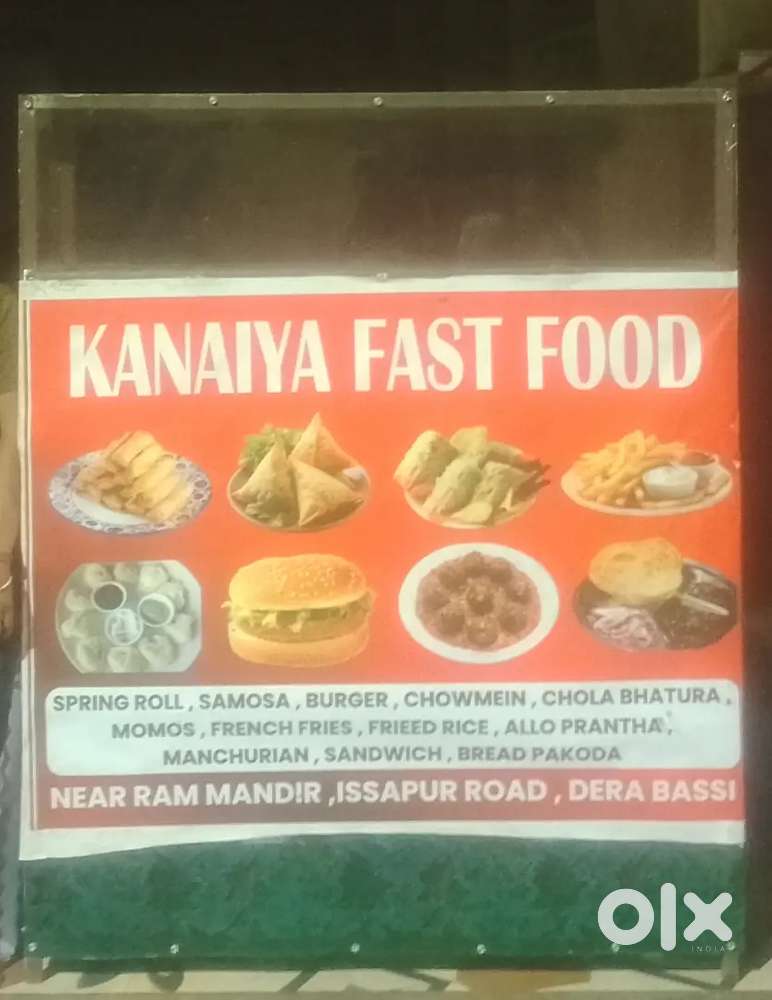 KANAIYA FAST FOOD
SPRING ROLL , SAMOSA , BURGER , CHOWMEIN , CHOLA BHATURA ,
MOMOS , FRENCH FRIES , FRIEED RICE , ALLO PRANTHA ,
MANCHURIAN , SANDWICH , BREAD PAKODA
NEAR RAM MANDIR ,ISSAPUR ROAD , DERA BASSI
olx
INDIA